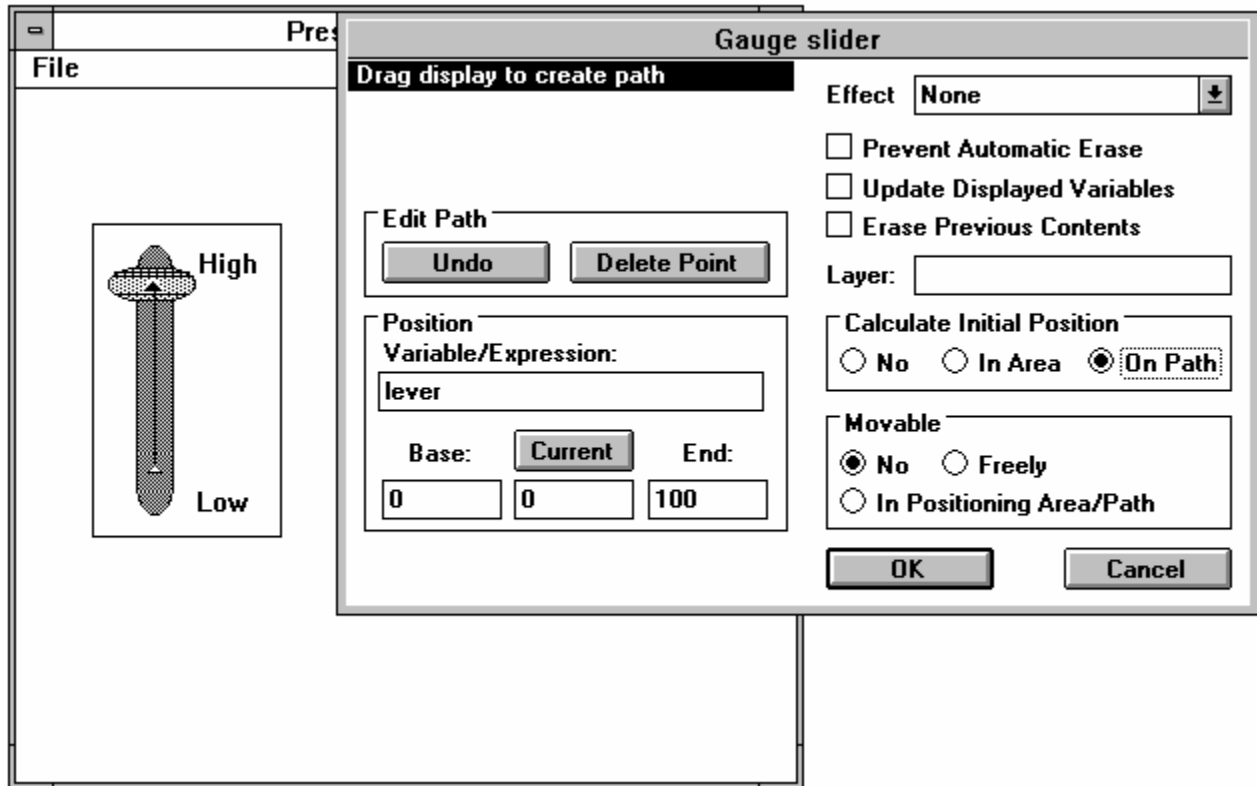 Pres
File
High
Low
Gauge slider
Drag display to create path
Edit Path
Undo Delete Point
Position
Variable/Expression:
lever
Base: Current End:
0 0 100
Effect None
Prevent Automatic Erase
Update Displayed Variables
Erase Previous Contents
Layer:
Calculate Initial Position
No In Area On Path
Movable
No Freely
In Positioning Area/Path
OK Cancel